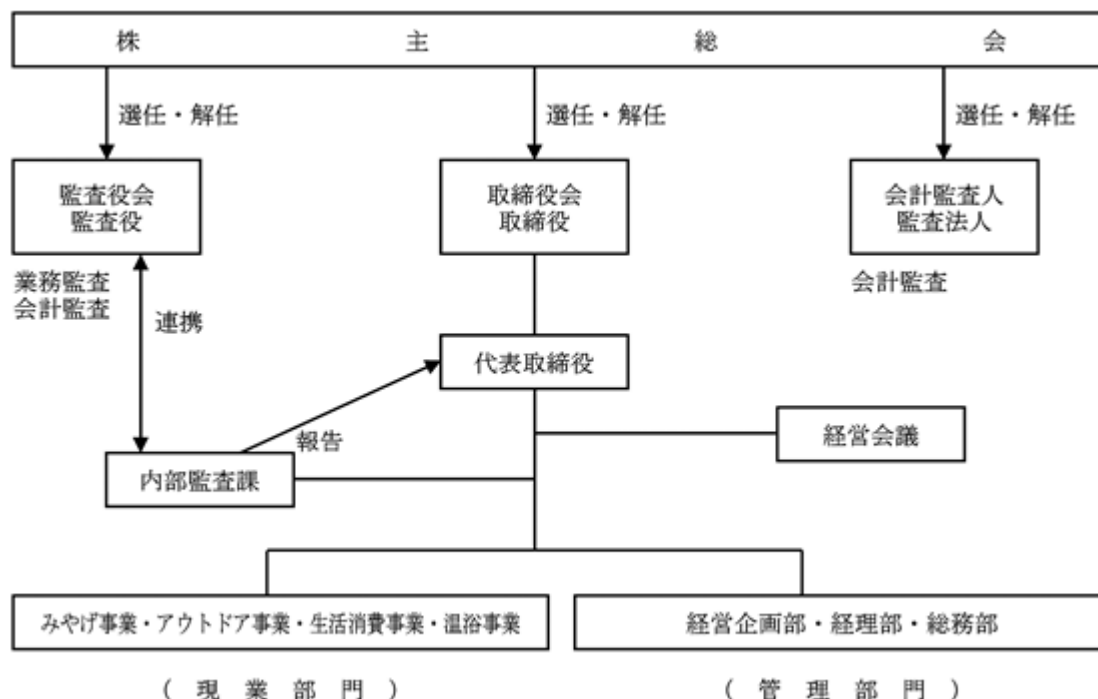 株主総会
選任・解任
選任・解任
選任・解任
監査役会
監査役
取締役会
取締役
会計監査人
監査法人
業務監査
会計監査
会計監査
連携
代表取締役
経営会議
報告
内部監査課
みやげ事業・アウトドア事業・生活消費事業・温浴事業
経営企画部・経理部・総務部
(現業部門)
(管理部門)